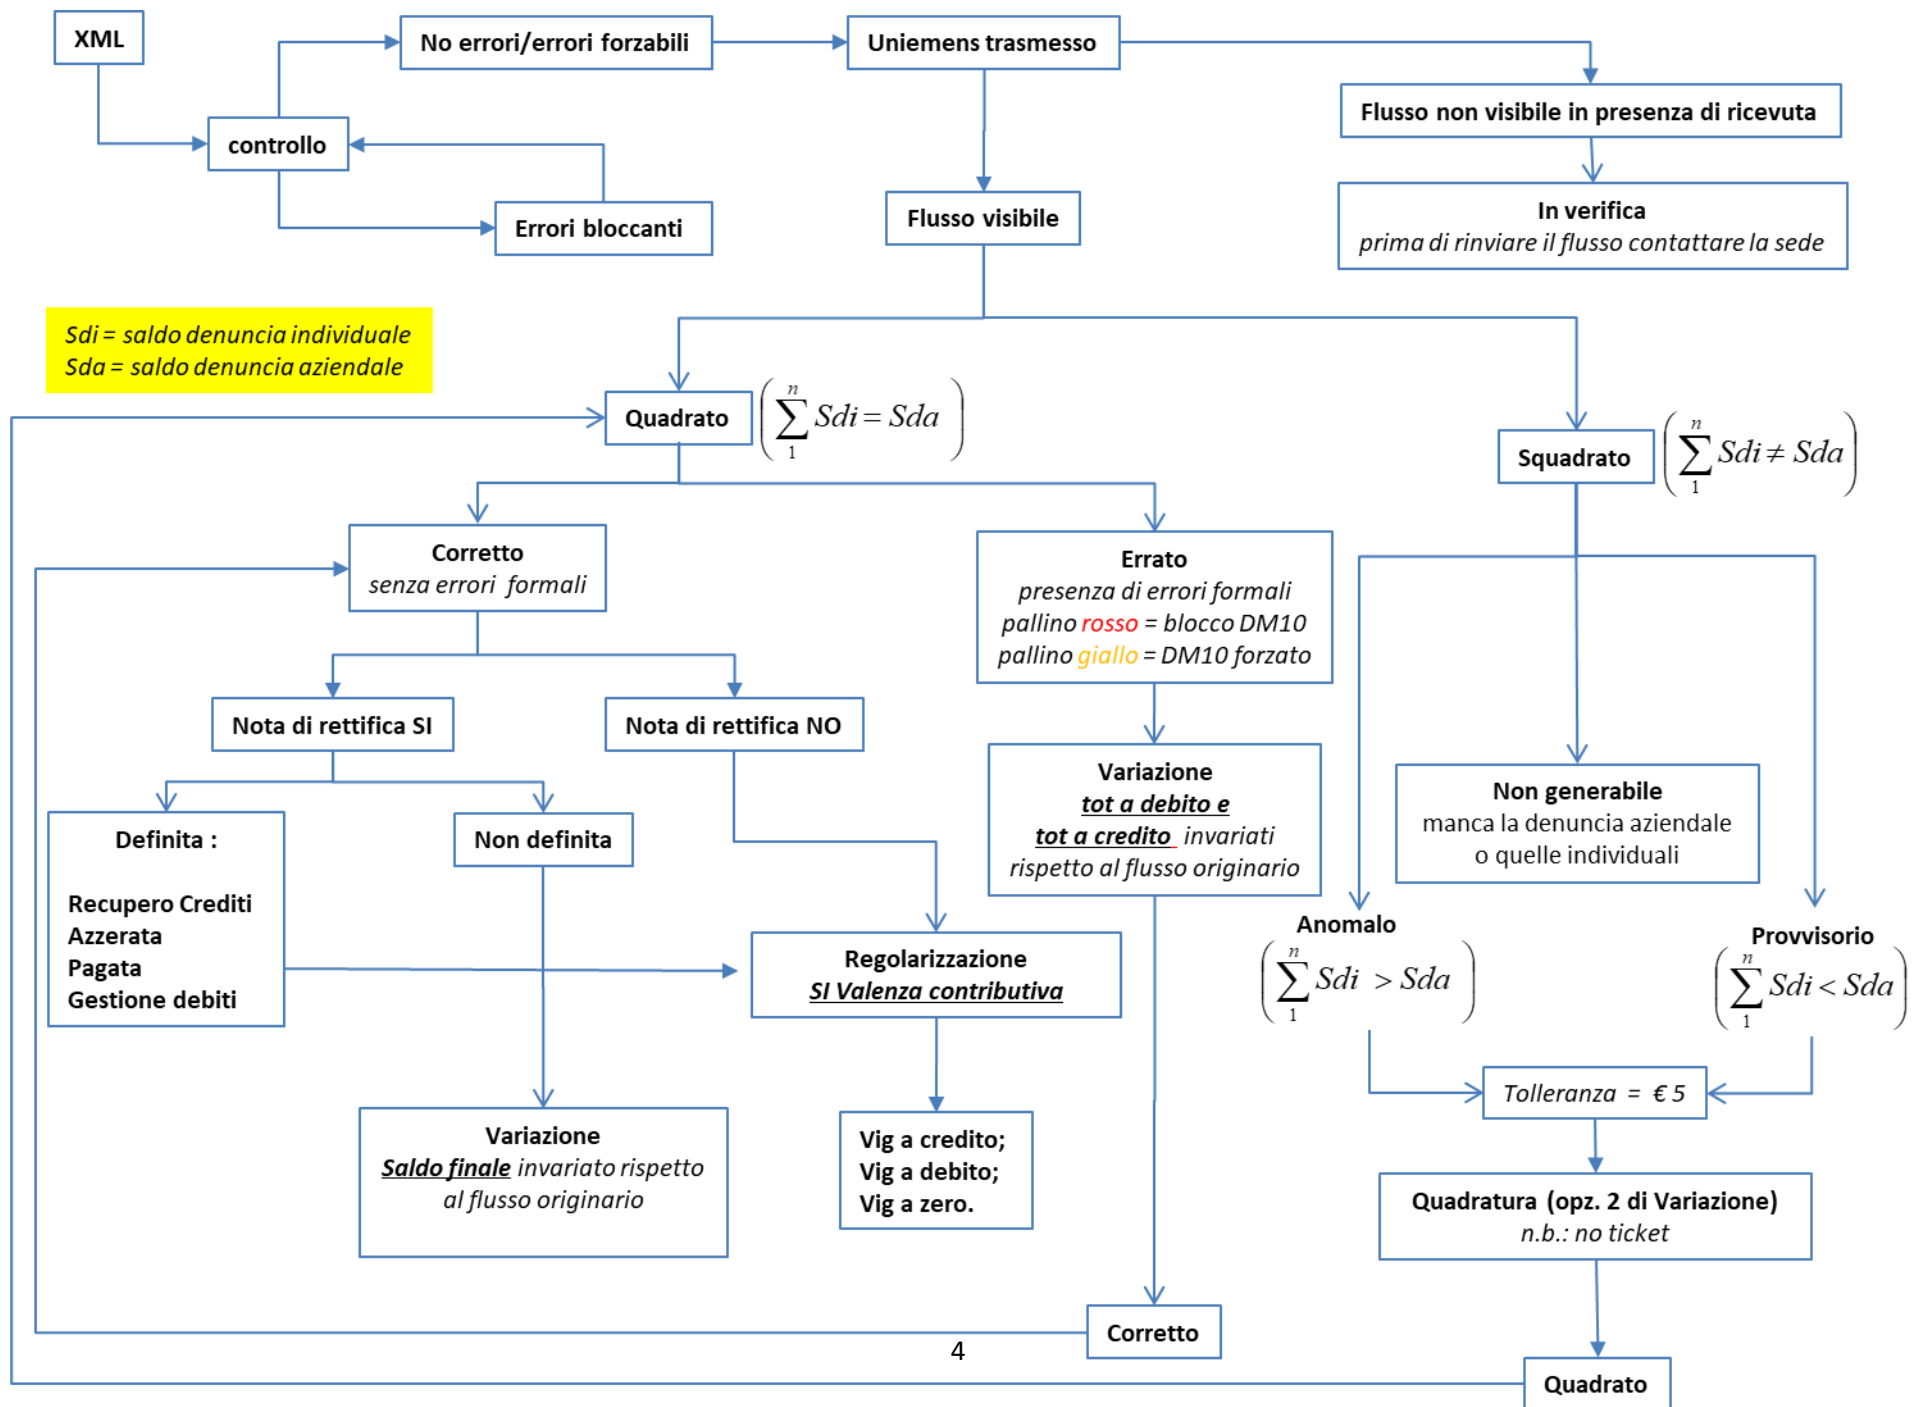 XML
No errori/errori forzabili
Uniemens trasmesso
Flusso non visibile in presenza di ricevuta
controllo
Errori bloccanti
Flusso visibile
In verifica
prima di rinviare il flusso contattare la sede
Sdi = saldo denuncia individuale
Sda = saldo denuncia aziendale
Quadrato
(∑ₙ₌₁ⁿ Sdi = Sda)
Squadrato
(∑₁ⁿ Sdi ≠ Sda)
Corretto
senza errori formali
Errato
presenza di errori formali
pallino rosso = blocco DM10
pallino giallo = DM10 forzato
Nota di rettifica SI
Nota di rettifica NO
Variazione
tot a debito e
tot a credito invariati
rispetto al flusso originario
Non generabile
manca la denuncia aziendale
o quelle individuali
Definita :
Recupero Crediti
Azzerata
Pagata
Gestione debiti
Non definita
Regolarizzazione
SI Valenza contributiva
Anomalo
(∑₁ⁿ Sdi > Sda)
Provvisorio
(∑₁ⁿ Sdi < Sda)
Tolleranza = € 5
Variazione
Saldo finale invariato rispetto
al flusso originario
Vig a credito;
Vig a debito;
Vig a zero.
Quadratura (opz. 2 di Variazione)
n.b.: no ticket
Corretto
4
Quadrato